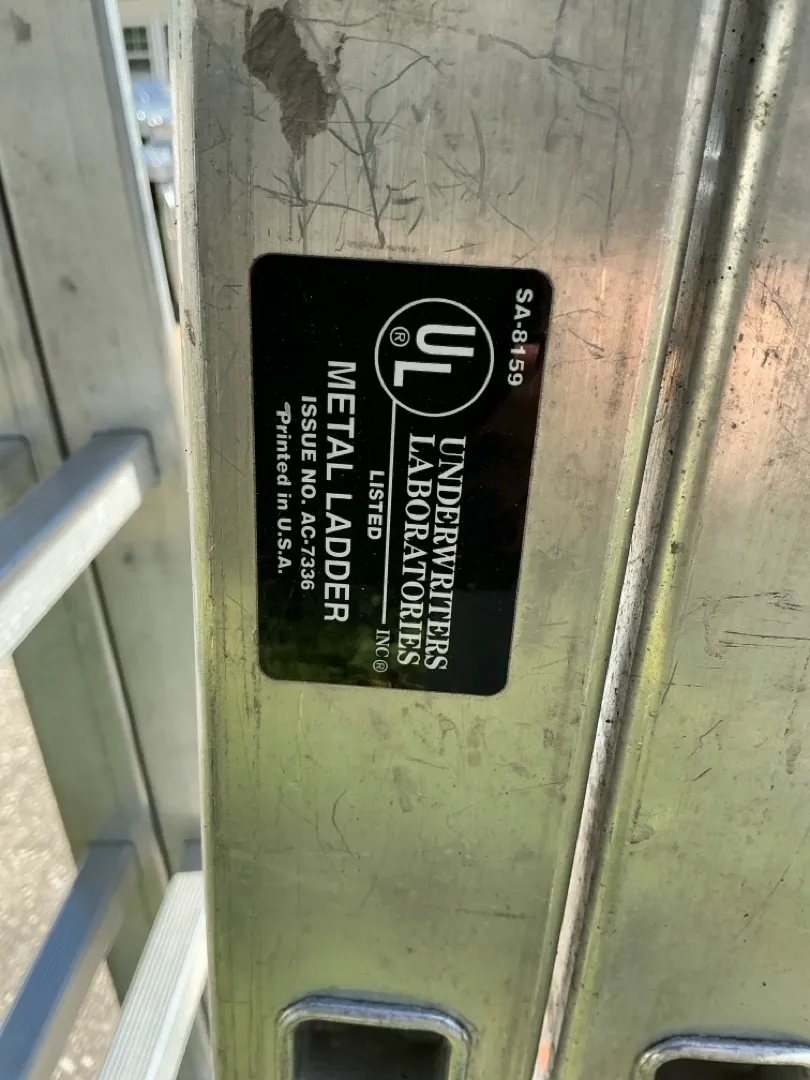 SA-8159
UL®
UNDERWRITERS
LABORATORIES
INC®
LISTED
METAL LADDER
ISSUE NO. AC-7336
Printed in U.S.A.